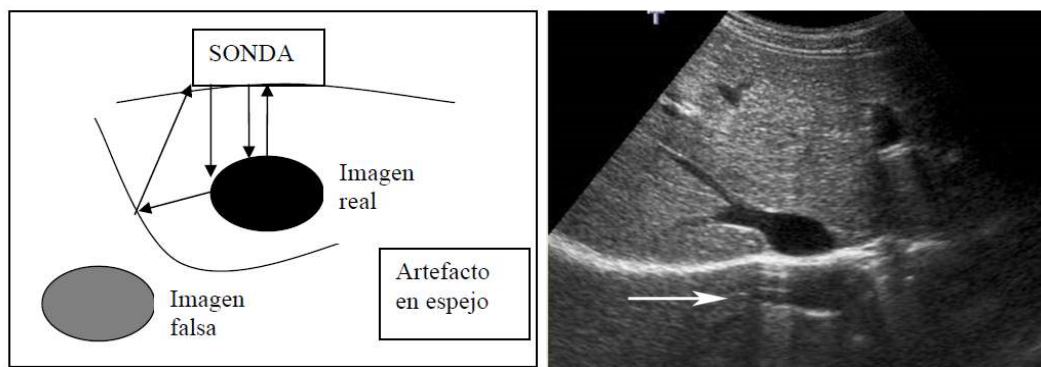 SONDA
Imagen
real
Artefacto
en espejo
Imagen
falsa